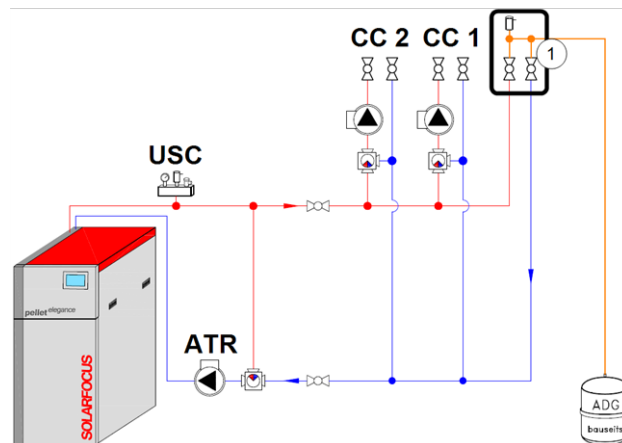 CC 2
CC 1
1
USC
pellet elegance
SOLARFOCUS
ATR
ADG
bauseits